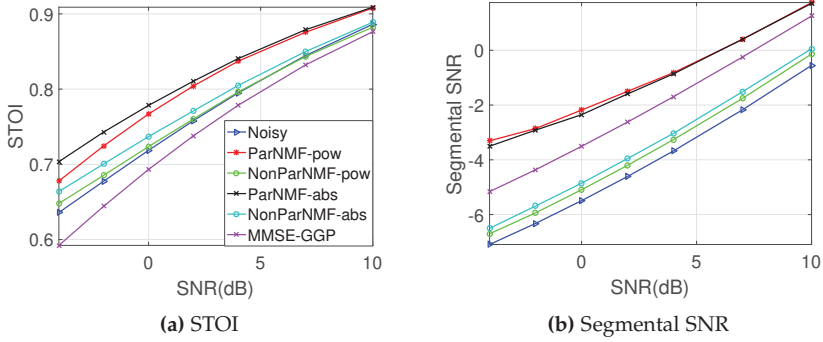 0.9
0.8
0.7
0.6
STOI
0
5
10
SNR(dB)
Noisy
ParNMF-pow
NonParNMF-pow
ParNMF-abs
NonParNMF-abs
MMSE-GGP
(a) STOI
0
-2
-4
-6
Segmental SNR
0
5
10
SNR(dB)
(b) Segmental SNR